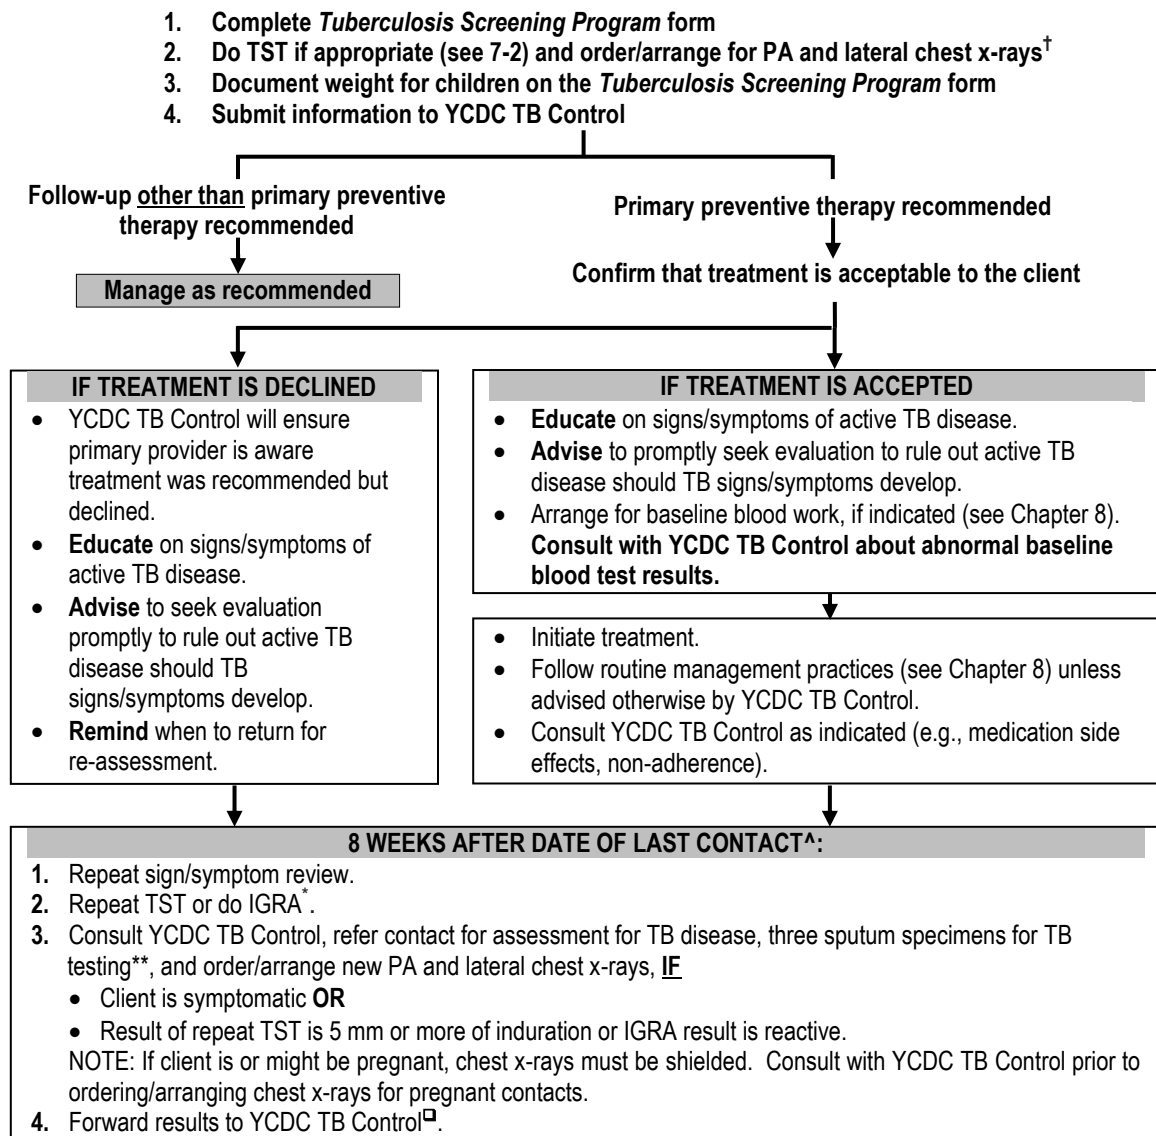 1. Complete Tuberculosis Screening Program form
2. Do TST if appropriate (see 7-2) and order/arrange for PA and lateral chest x-rays†
3. Document weight for children on the Tuberculosis Screening Program form
4. Submit information to YCDC TB Control
Follow-up other than primary preventive
therapy recommended
Primary preventive therapy recommended
Manage as recommended
Confirm that treatment is acceptable to the client
IF TREATMENT IS DECLINED
• YCDC TB Control will ensure
primary provider is aware
treatment was recommended but
declined.
• Educate on signs/symptoms of
active TB disease.
• Advise to seek evaluation
promptly to rule out active TB
disease should TB
signs/symptoms develop.
• Remind when to return for
re-assessment.
IF TREATMENT IS ACCEPTED
• Educate on signs/symptoms of active TB disease.
• Advise to promptly seek evaluation to rule out active TB
disease should TB signs/symptoms develop.
• Arrange for baseline blood work, if indicated (see Chapter 8).
Consult with YCDC TB Control about abnormal baseline
blood test results.
• Initiate treatment.
• Follow routine management practices (see Chapter 8) unless
advised otherwise by YCDC TB Control.
• Consult YCDC TB Control as indicated (e.g., medication side
effects, non-adherence).
8 WEEKS AFTER DATE OF LAST CONTACT^:
1. Repeat sign/symptom review.
2. Repeat TST or do IGRA*.
3. Consult YCDC TB Control, refer contact for assessment for TB disease, three sputum specimens for TB
testing**, and order/arrange new PA and lateral chest x-rays, IF
• Client is symptomatic OR
• Result of repeat TST is 5 mm or more of induration or IGRA result is reactive.
NOTE: If client is or might be pregnant, chest x-rays must be shielded. Consult with YCDC TB Control prior to
ordering/arranging chest x-rays for pregnant contacts.
4. Forward results to YCDC TB Control❑.